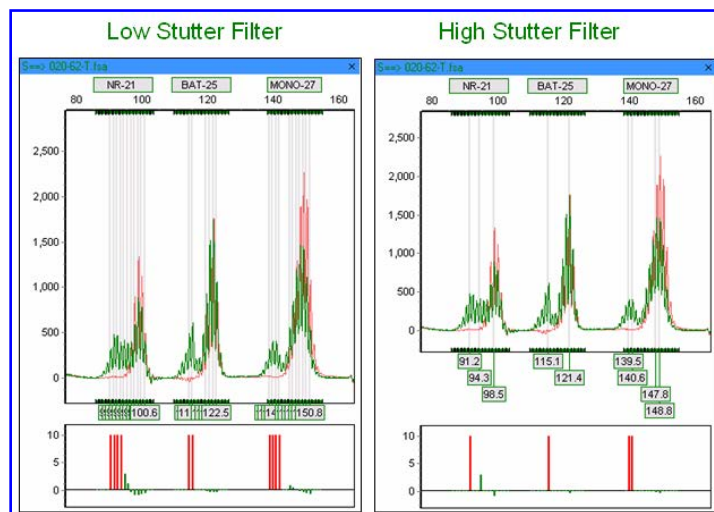 Low Stutter Filter
High Stutter Filter
S==> 020-62-T.fsa ×
NR-21 BAT-25 MONO-27
80 100 120 140 160
2,500
2,000
1,500
1,000
500
0
100.6 122.5 150.8
10
5
0
S==> 020-62-T.fsa ×
NR-21 BAT-25 MONO-27
80 100 120 140 160
2,500
2,000
1,500
1,000
500
0
91.2 115.1 139.5
94.3 121.4 140.6
98.5 147.8
148.8
10
5
0